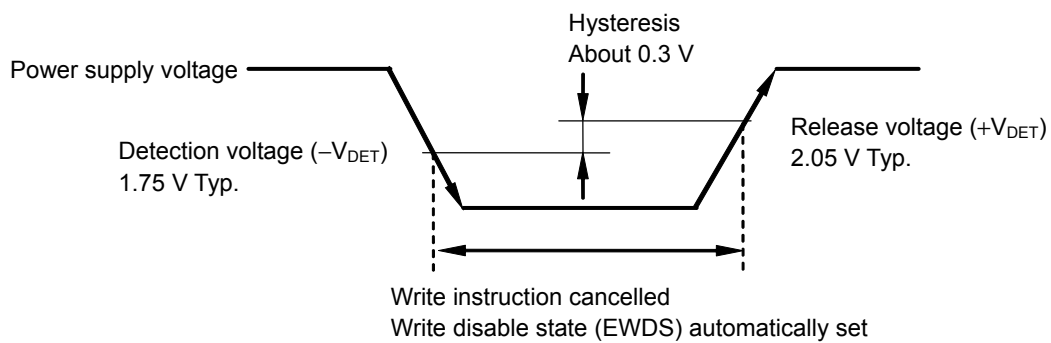 Hysteresis
About 0.3 V
Power supply voltage
Release voltage (+VDET)
2.05 V Typ.
Detection voltage (−VDET)
1.75 V Typ.
Write instruction cancelled
Write disable state (EWDS) automatically set